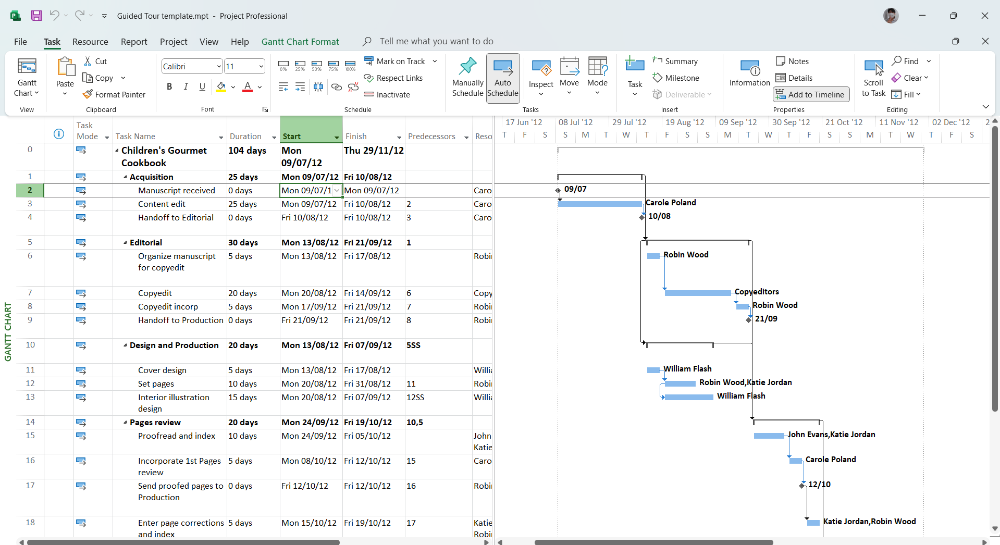 Guided Tour template.mpt - Project Professional
File Task Resource Report Project View Help Gantt Chart Format Tell me what you want to do
Gantt Chart
View
Paste
Cut
Copy
Format Painter
Clipboard
Calibri 11
B I U A
Font
0% 25% 50% 75% 100%
Mark on Track
Respect Links
Inactivate
Schedule
Manually Schedule
Auto Schedule
Inspect
Move
Mode
Tasks
Task
Summary
Milestone
Deliverable
Insert
Information
Notes
Details
Add to Timeline
Properties
Scroll to Task
Find
Clear
Fill
Editing
GANTT CHART
Task Mode Task Name Duration Start Finish Predecessors Reso
0 Children's Gourmet Cookbook 104 days Mon 09/07/12 Thu 29/11/12
1 Acquisition 25 days Mon 09/07/12 Fri 10/08/12
2 Manuscript received 0 days Mon 09/07/1 Mon 09/07/12 Caro
3 Content edit 25 days Mon 09/07/12 Fri 10/08/12 2 Caro
4 Handoff to Editorial 0 days Fri 10/08/12 Fri 10/08/12 3 Caro
5 Editorial 30 days Mon 13/08/12 Fri 21/09/12 1
6 Organize manuscript for copyedit 5 days Mon 13/08/12 Fri 17/08/12 Robi
7 Copyedit 20 days Mon 20/08/12 Fri 14/09/12 6 Copy
8 Copyedit incorp 5 days Mon 17/09/12 Fri 21/09/12 7 Robi
9 Handoff to Production 0 days Fri 21/09/12 Fri 21/09/12 8 Robi
10 Design and Production 20 days Mon 13/08/12 Fri 07/09/12 5SS
11 Cover design 5 days Mon 13/08/12 Fri 17/08/12 Willi
12 Set pages 10 days Mon 20/08/12 Fri 31/08/12 11 Robi
13 Interior illustration design 15 days Mon 20/08/12 Fri 07/09/12 12SS Willi
14 Pages review 20 days Mon 24/09/12 Fri 19/10/12 10,5
15 Proofread and index 10 days Mon 24/09/12 Fri 05/10/12 John Katie
16 Incorporate 1st Pages review 5 days Mon 08/10/12 Fri 12/10/12 15 Caro
17 Send proofed pages to Production 0 days Fri 12/10/12 Fri 12/10/12 16 Robi
18 Enter page corrections and index 5 days Mon 15/10/12 Fri 19/10/12 17 Katie Robi
17 Jun '12 08 Jul '12 29 Jul '12 19 Aug '12 09 Sep '12 30 Sep '12 21 Oct '12 11 Nov '12 02 Dec '12 2
T F S S M T W T F S S M T W T F S S M T W T F S
09/07
Carole Poland
10/08
Robin Wood
Copyeditors
Robin Wood
21/09
William Flash
Robin Wood,Katie Jordan
William Flash
John Evans,Katie Jordan
Carole Poland
12/10
Katie Jordan,Robin Wood